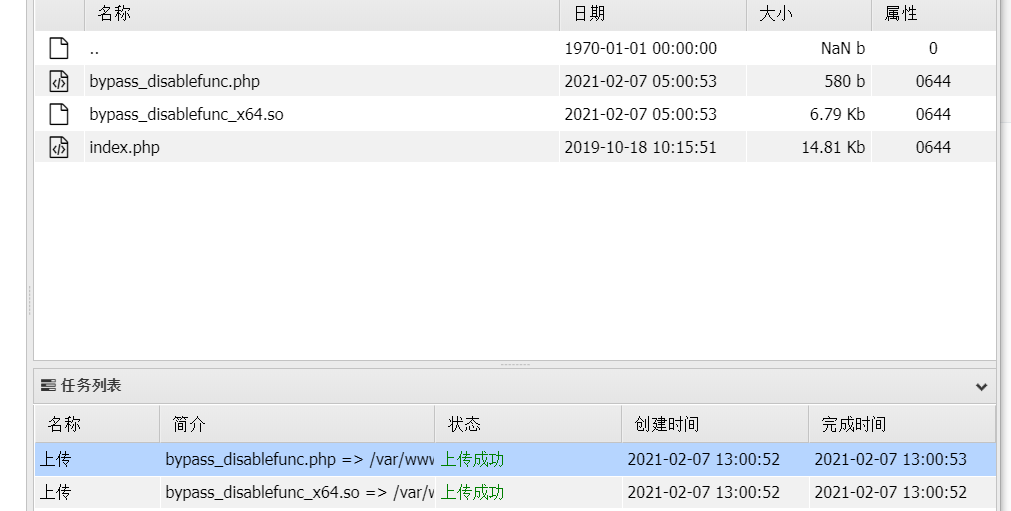 名称 日期 大小 属性
.. 1970-01-01 00:00:00 NaN b 0
bypass_disablefunc.php 2021-02-07 05:00:53 580 b 0644
bypass_disablefunc_x64.so 2021-02-07 05:00:53 6.79 Kb 0644
index.php 2019-10-18 10:15:51 14.81 Kb 0644
任务列表
名称 简介 状态 创建时间 完成时间
上传 bypass_disablefunc.php => /var/www 上传成功 2021-02-07 13:00:52 2021-02-07 13:00:53
上传 bypass_disablefunc_x64.so => /var/ 上传成功 2021-02-07 13:00:52 2021-02-07 13:00:52